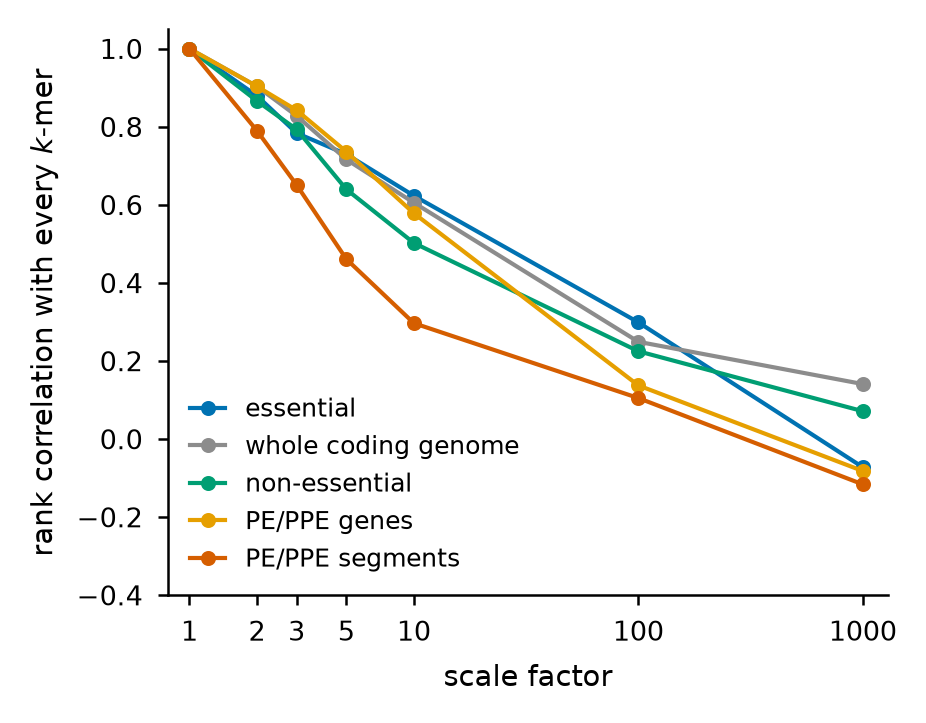 rank correlation with every k-mer
1.0
0.8
0.6
0.4
0.2
0.0
−0.2
−0.4
essential
whole coding genome
non-essential
PE/PPE genes
PE/PPE segments
1 2 3 5 10 100 1000
scale factor